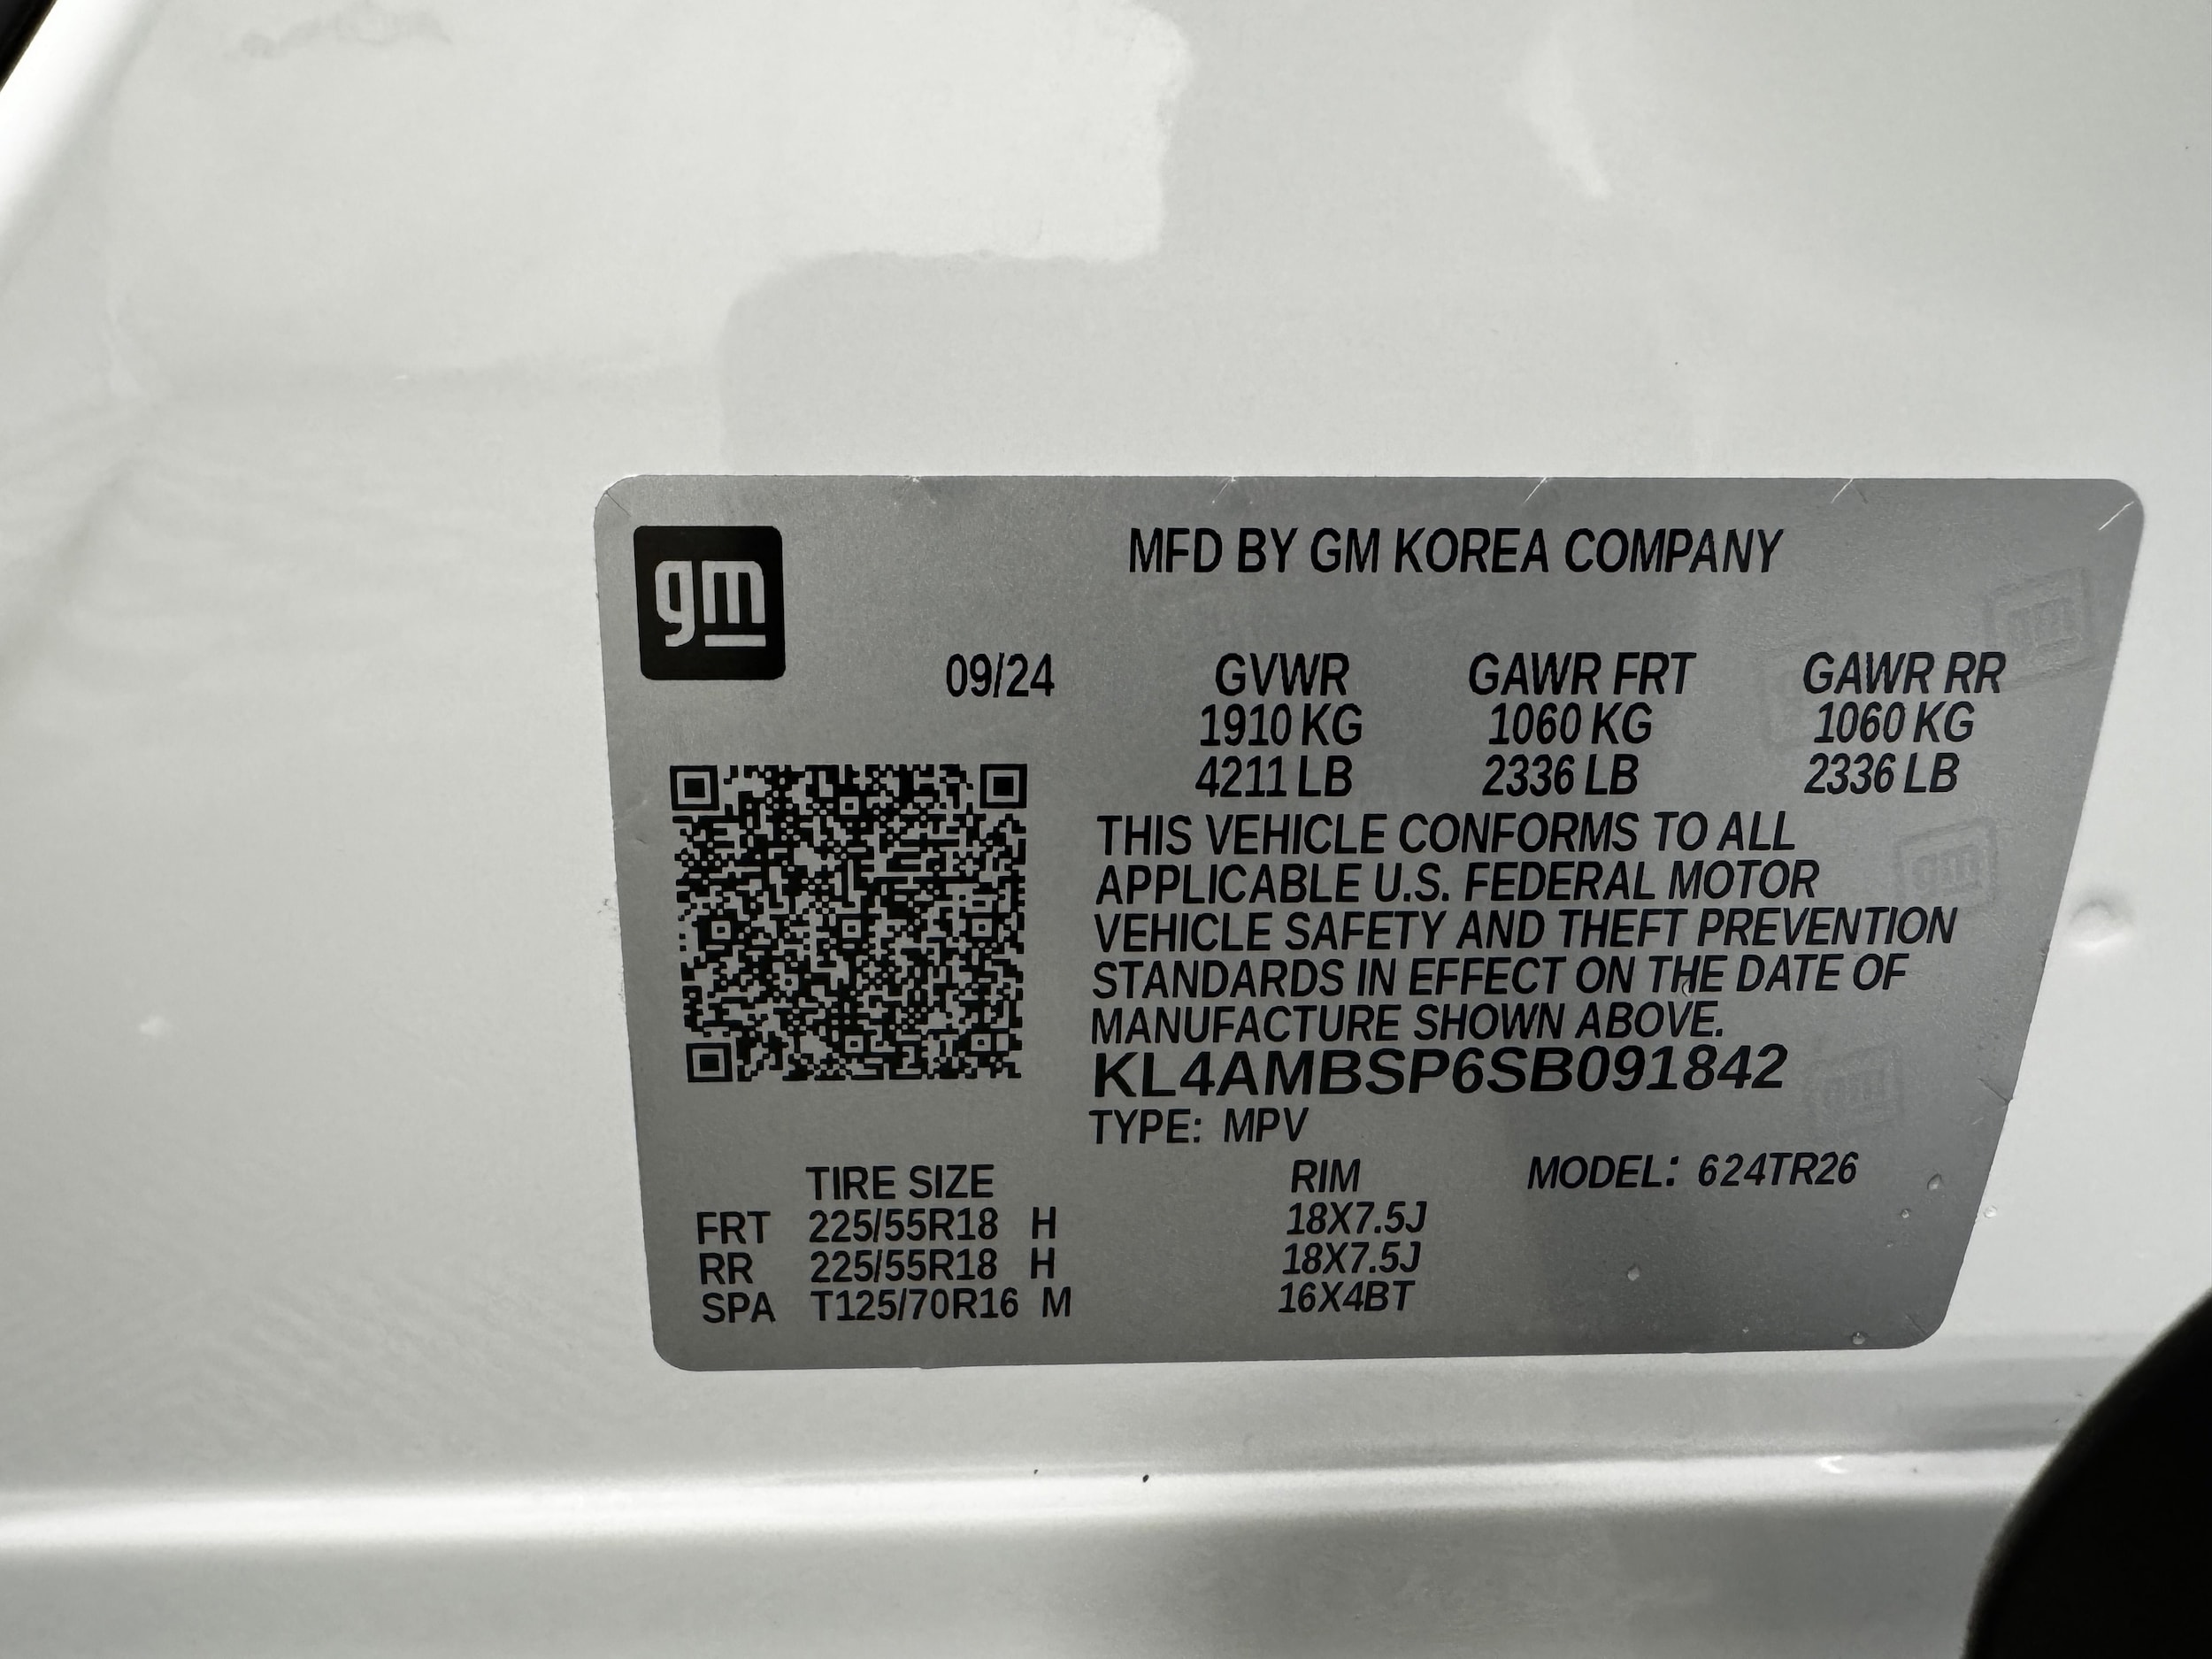 gm
MFD BY GM KOREA COMPANY
09/24 GVWR GAWR FRT GAWR RR
1910 KG 1060 KG 1060 KG
4211 LB 2336 LB 2336 LB
THIS VEHICLE CONFORMS TO ALL
APPLICABLE U.S. FEDERAL MOTOR
VEHICLE SAFETY AND THEFT PREVENTION
STANDARDS IN EFFECT ON THE DATE OF
MANUFACTURE SHOWN ABOVE.
KL4AMBSP6SB091842
TYPE: MPV
TIRE SIZE RIM MODEL: 624TR26
FRT 225/55R18 H 18X7.5J
RR 225/55R18 H 18X7.5J
SPA T125/70R16 M 16X4BT